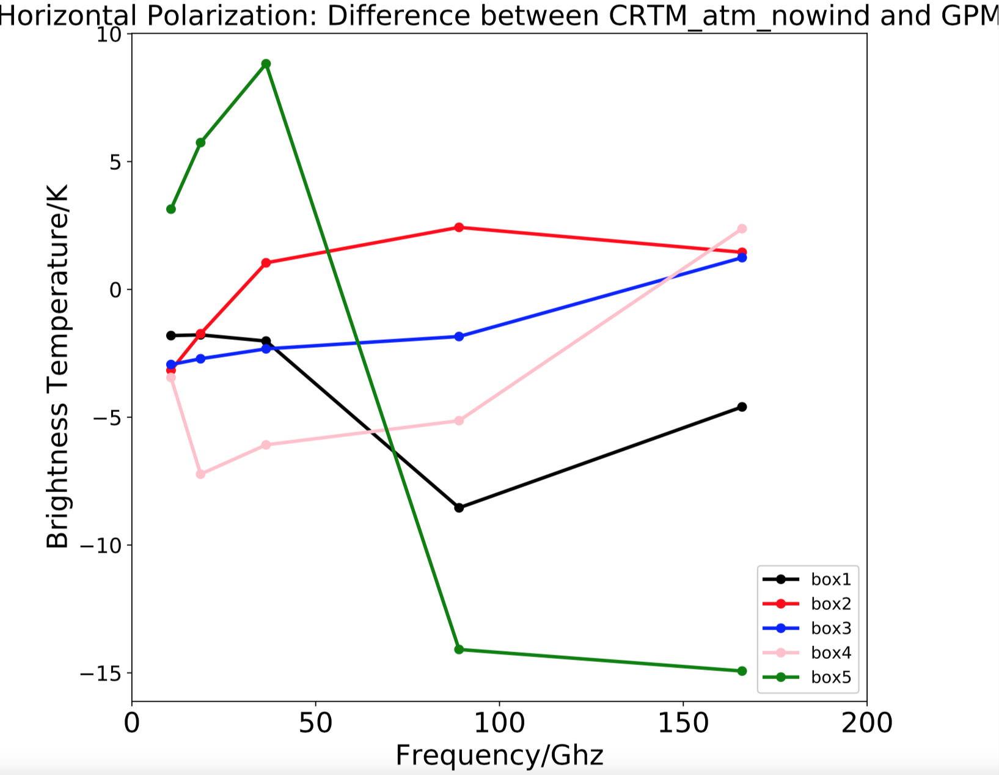 Horizontal Polarization: Difference between CRTM_atm_nowind and GPM
10
5
0
−5
−10
−15
Brightness Temperature/K
0 50 100 150 200
Frequency/Ghz
box1
box2
box3
box4
box5